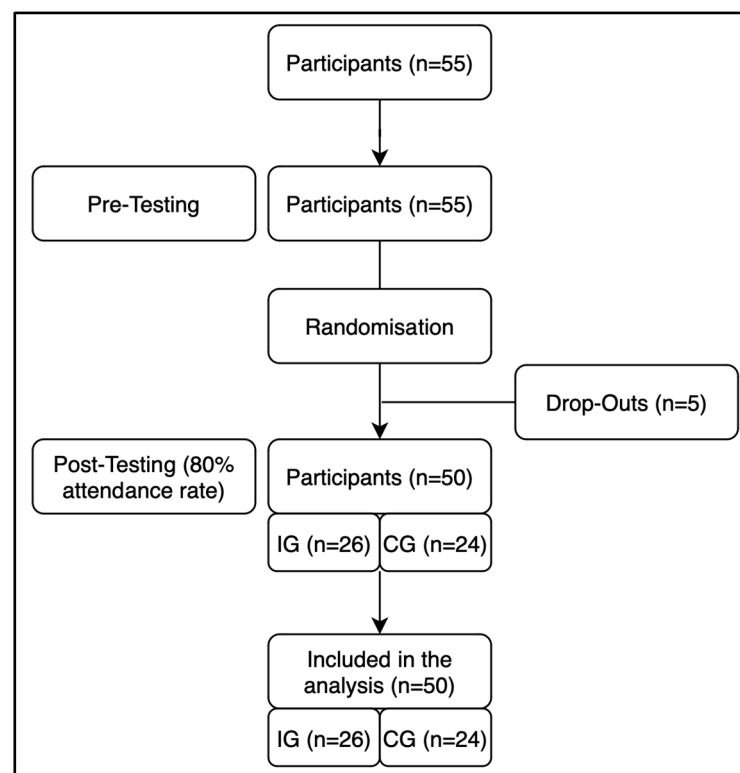 Participants (n=55)
Pre-Testing
Participants (n=55)
Randomisation
Drop-Outs (n=5)
Post-Testing (80%
attendance rate)
Participants (n=50)
IG (n=26)
CG (n=24)
Included in the
analysis (n=50)
IG (n=26)
CG (n=24)